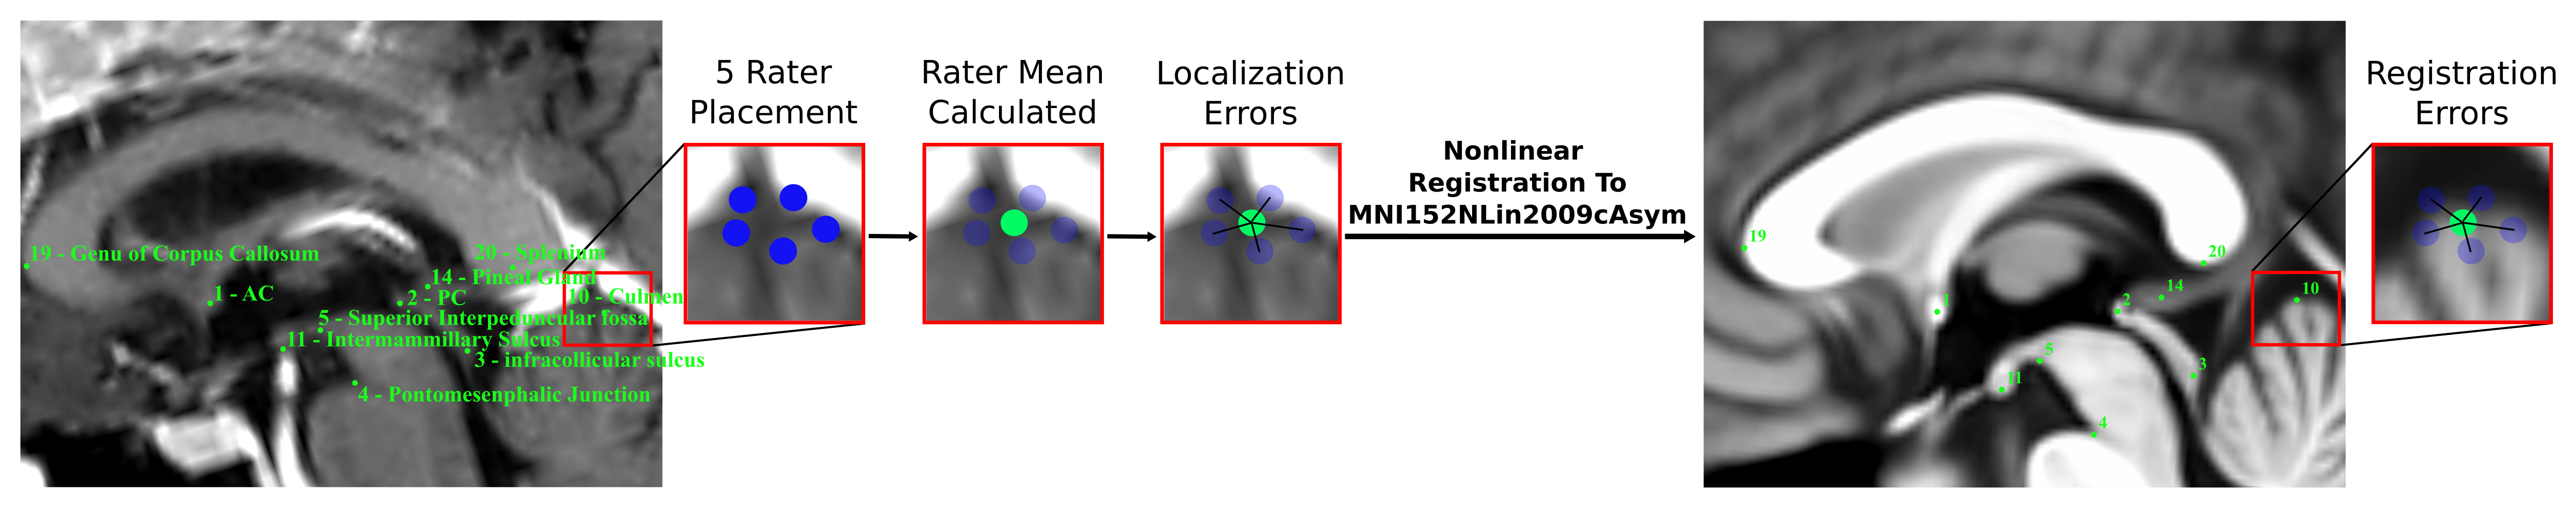 19 - Genu of Corpus Callosum
20 - Splenium
14 - Pineal Gland
1 - AC
2 - PC
10 - Culmen
5 - Superior Interpeduncular fossa
11 - Intermammillary Sulcus
3 - infracollicular sulcus
4 - Pontomesenphalic Junction
5 Rater
Placement
Rater Mean
Calculated
Localization
Errors
Nonlinear
Registration To
MNI152NLin2009cAsym
19
20
1
2
14
10
5
11
3
4
Registration
Errors